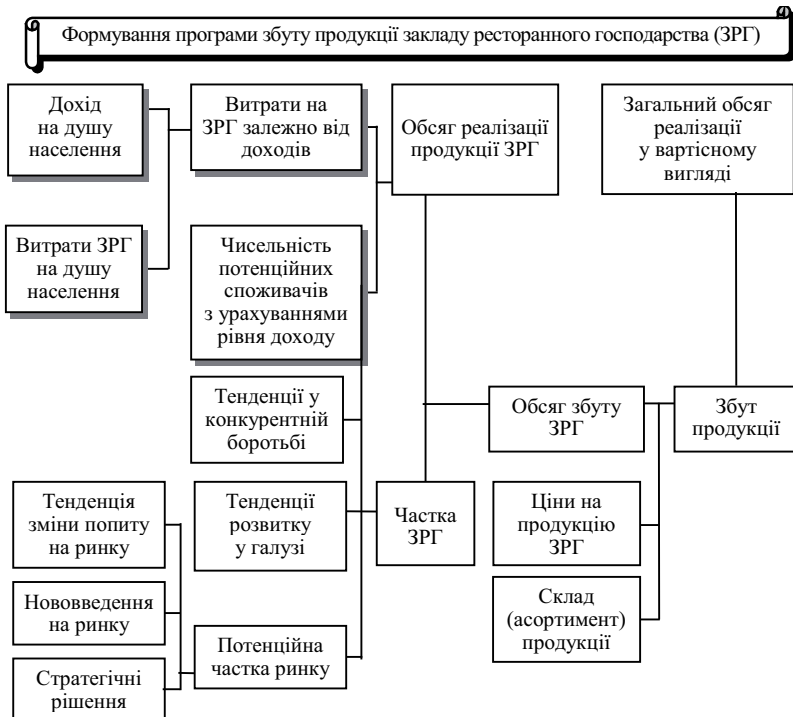 Формування програми збуту продукції закладу ресторанного господарства (ЗРГ)
Дохід
на душу
населення
Витрати на
ЗРГ залежно від
доходів
Обсяг реалізації
продукції ЗРГ
Загальний обсяг
реалізації
у вартісному
вигляді
Витрати ЗРГ
на душу
населення
Чисельність
потенційних
споживачів
з урахуваннями
рівня доходу
Тенденції у
конкурентній
боротьбі
Обсяг збуту
ЗРГ
Збут
продукції
Тенденція
зміни попиту
на ринку
Тенденції
розвитку
у галузі
Частка
ЗРГ
Ціни на
продукцію
ЗРГ
Нововведення
на ринку
Склад
(асортимент)
продукції
Потенційна
частка ринку
Стратегічні
рішення